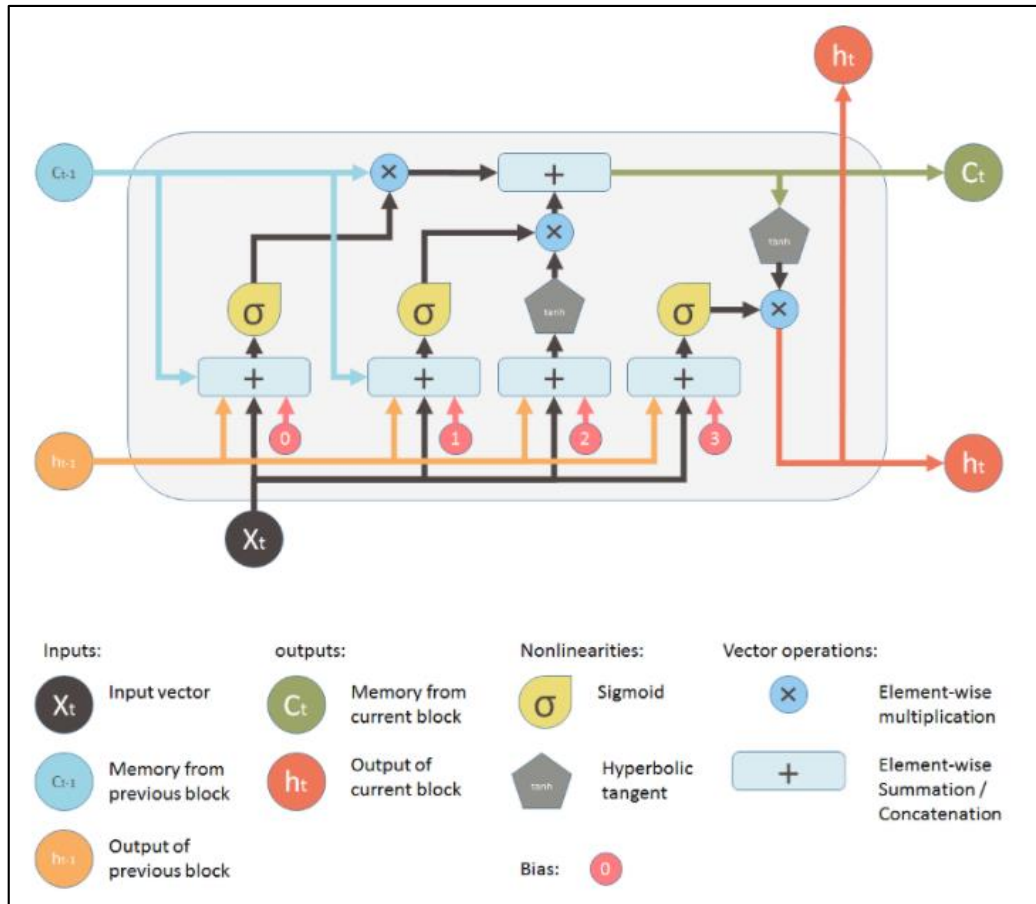 ht
Ct-1
×
+
Ct
tanh
×
σ
σ
tanh
σ
×
+
+
+
+
0
1
2
3
ht-1
ht
Xt
Inputs:
outputs:
Nonlinearities:
Vector operations:
Xt
Input vector
Ct
Memory from
current block
σ
Sigmoid
×
Element-wise
multiplication
Ct-1
Memory from
previous block
ht
Output of
current block
tanh
Hyperbolic
tangent
+
Element-wise
Summation /
Concatenation
ht-1
Output of
previous block
Bias:
0